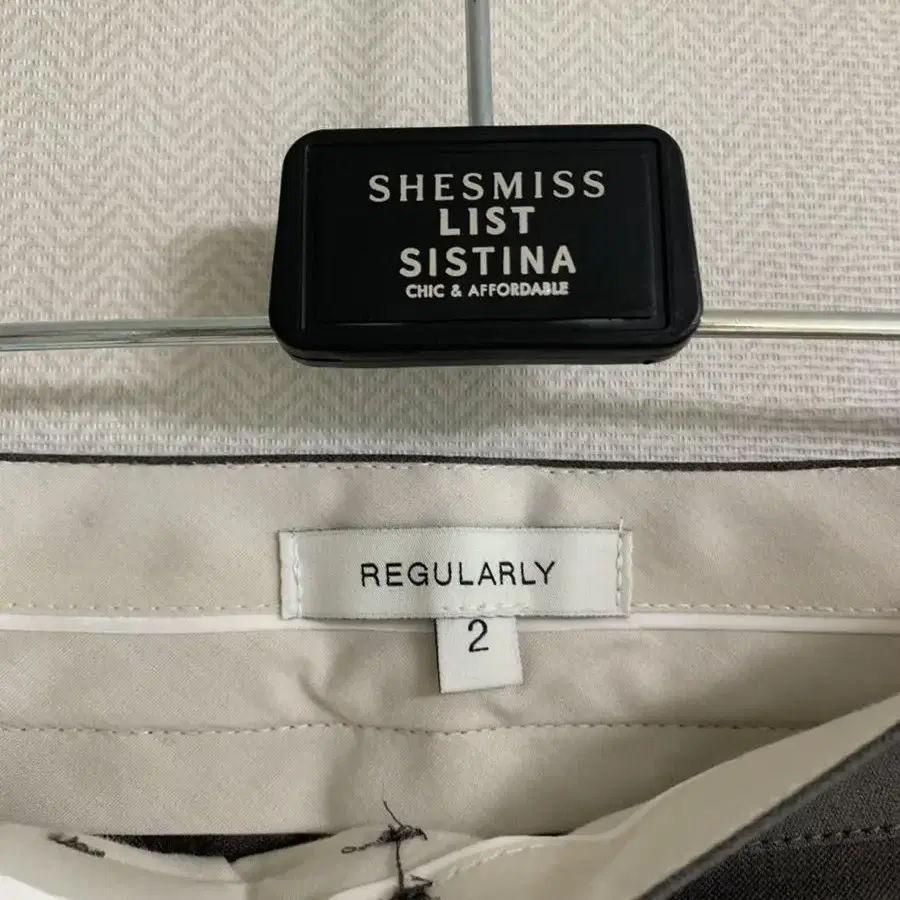 SHESMISS
LIST
SISTINA
CHIC & AFFORDABLE
REGULARLY
2